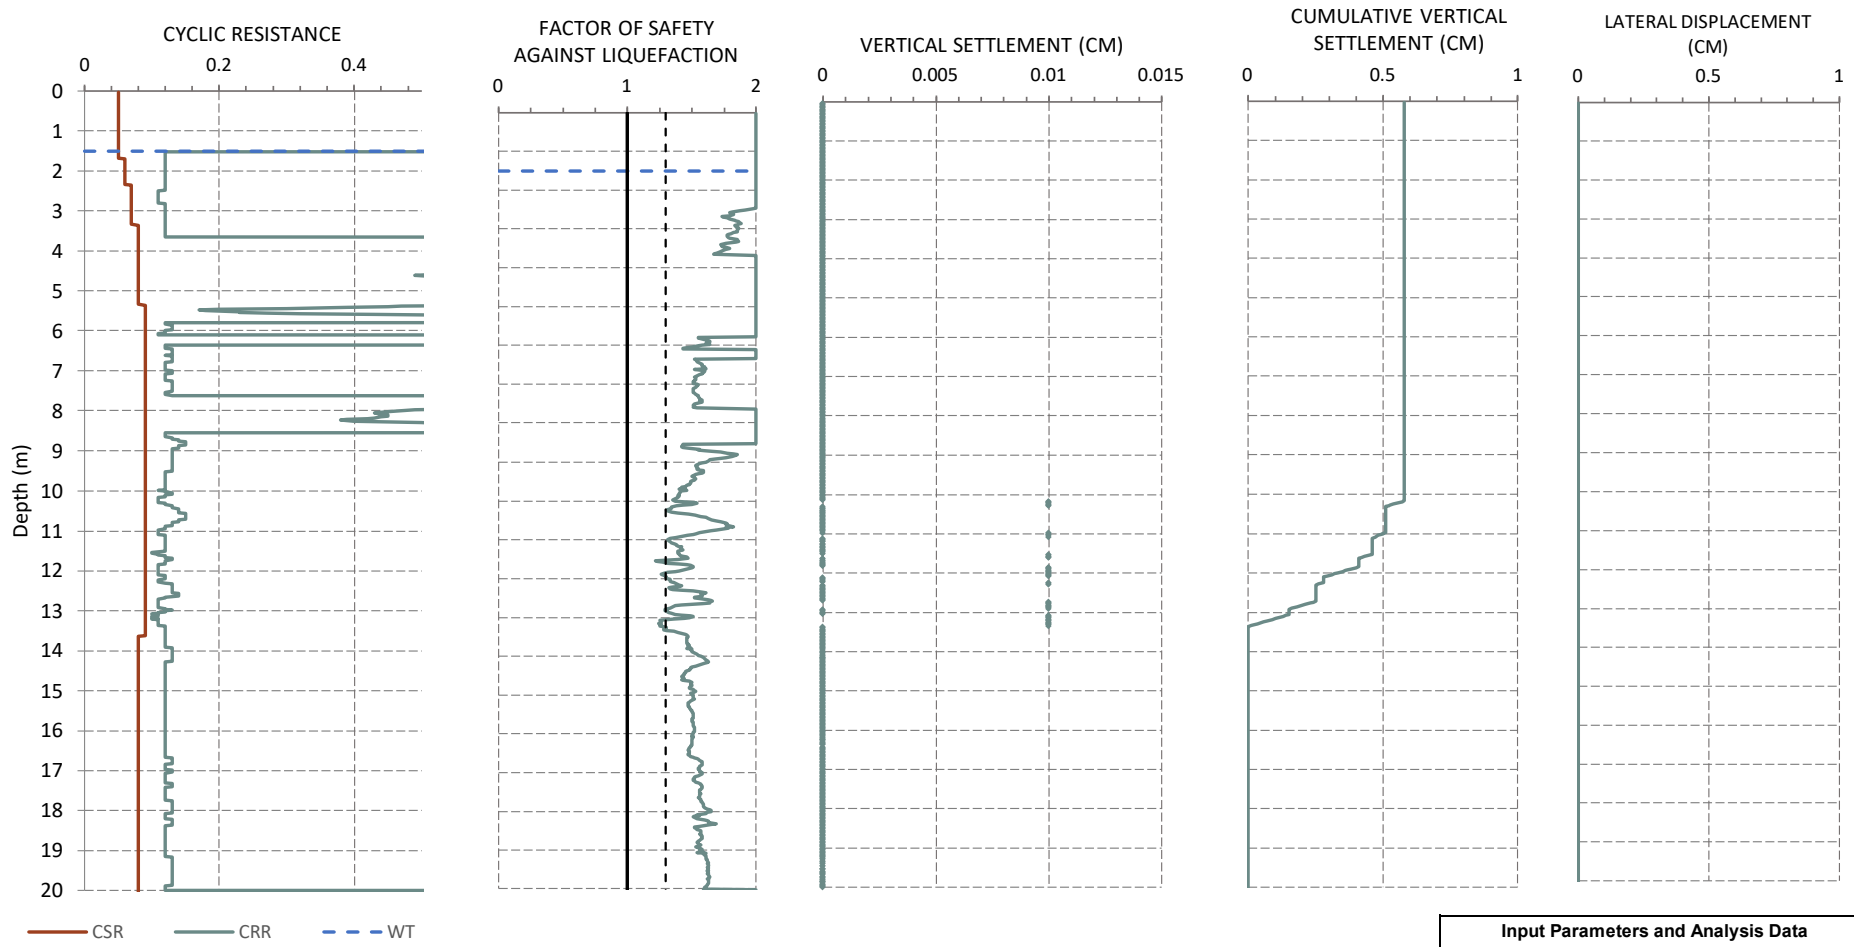 CYCLIC RESISTANCE
0 0.2 0.4
FACTOR OF SAFETY
AGAINST LIQUEFACTION
0 1 2
VERTICAL SETTLEMENT (CM)
0 0.005 0.01 0.015
CUMULATIVE VERTICAL
SETTLEMENT (CM)
0 0.5 1
LATERAL DISPLACEMENT
(CM)
0 0.5 1
Depth (m)
0
1
2
3
4
5
6
7
8
9
10
11
12
13
14
15
16
17
18
19
20
CSR CRR WT
Input Parameters and Analysis Data